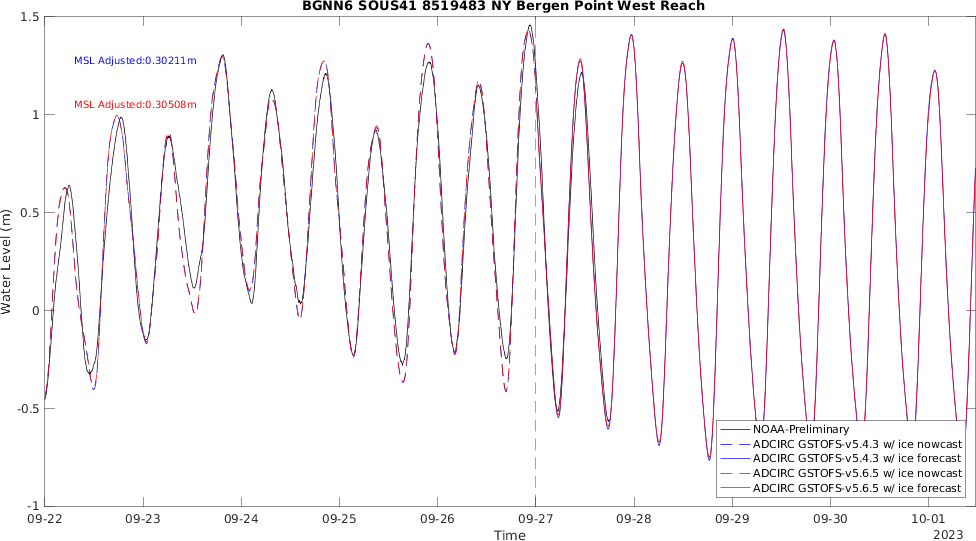 BGNN6 SOUS41 8519483 NY Bergen Point West Reach
MSL Adjusted:0.30211m
MSL Adjusted:0.30508m
Water Level (m)
1.5
1
0.5
0
-0.5
-1
NOAA-Preliminary
ADCIRC GSTOFS-v5.4.3 w/ ice nowcast
ADCIRC GSTOFS-v5.4.3 w/ ice forecast
ADCIRC GSTOFS-v5.6.5 w/ ice nowcast
ADCIRC GSTOFS-v5.6.5 w/ ice forecast
09-22 09-23 09-24 09-25 09-26 09-27 09-28 09-29 09-30 10-01
Time
2023